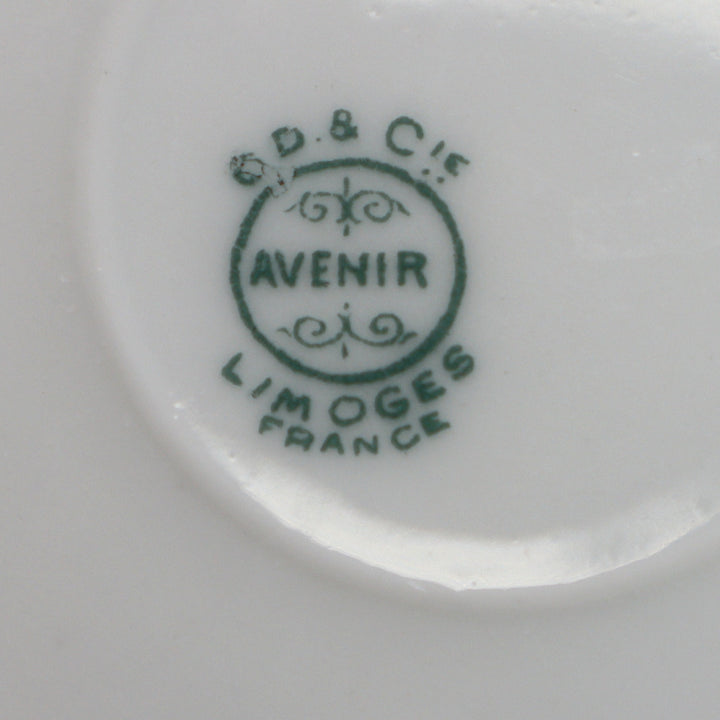 G.D. & CIE
AVENIR
LIMOGES
FRANCE